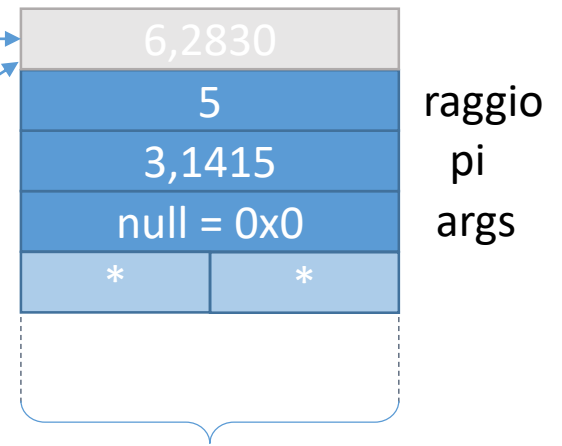 6,2830
5 raggio
3,1415 pi
null = 0x0 args
* *